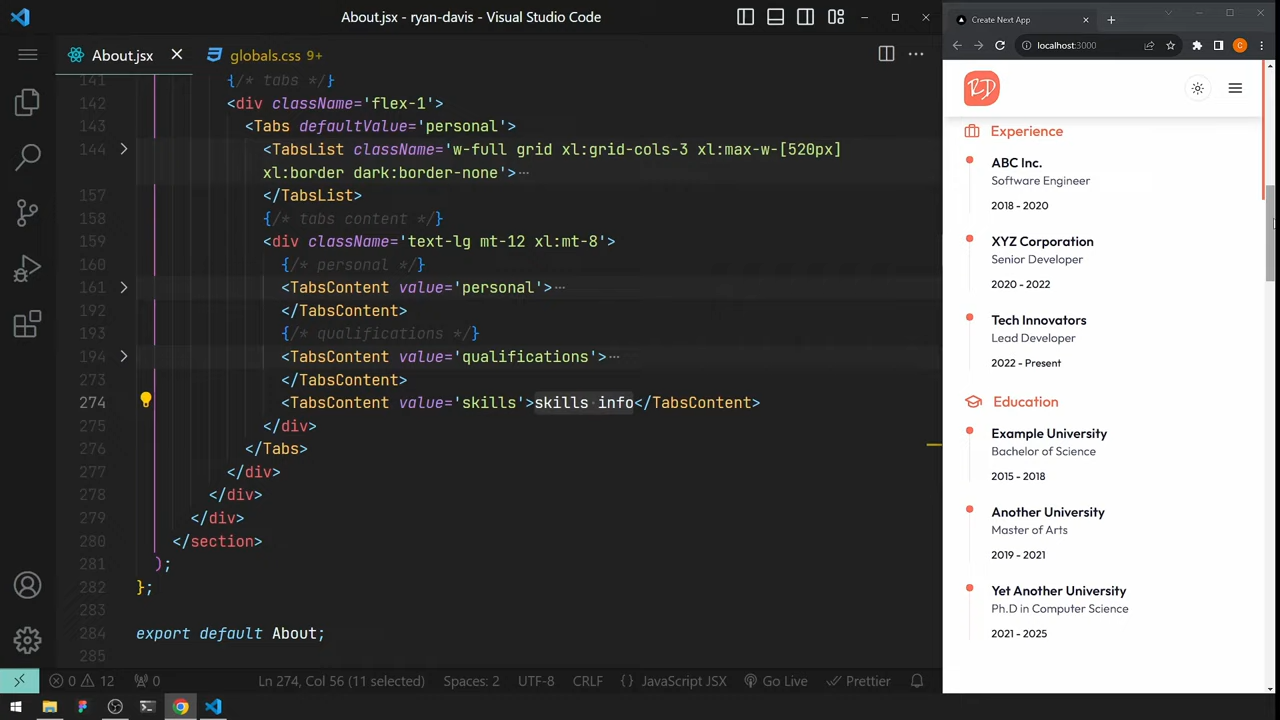 About.jsx - ryan-davis - Visual Studio Code
About.jsx
globals.css 9+
141 {/* tabs */}
142 <div className='flex-1'>
143 <Tabs defaultValue='personal'>
144 <TabsList className='w-full grid xl:grid-cols-3 xl:max-w-[520px]
xl:border dark:border-none'>…
157 </TabsList>
158 {/* tabs content */}
159 <div className='text-lg mt-12 xl:mt-8'>
160 {/* personal */}
161 <TabsContent value='personal'>…
192 </TabsContent>
193 {/* qualifications */}
194 <TabsContent value='qualifications'>…
273 </TabsContent>
274 <TabsContent value='skills'>skills info</TabsContent>
275 </div>
276 </Tabs>
277 </div>
278 </div>
279 </div>
280 </section>
281 );
282 };
283
284 export default About;
285
0 12 0 Ln 274, Col 56 (11 selected) Spaces: 2 UTF-8 CRLF {} JavaScript JSX Go Live Prettier
Create Next App
localhost:3000
C
RD
Experience
ABC Inc.
Software Engineer
2018 - 2020
XYZ Corporation
Senior Developer
2020 - 2022
Tech Innovators
Lead Developer
2022 - Present
Education
Example University
Bachelor of Science
2015 - 2018
Another University
Master of Arts
2019 - 2021
Yet Another University
Ph.D in Computer Science
2021 - 2025